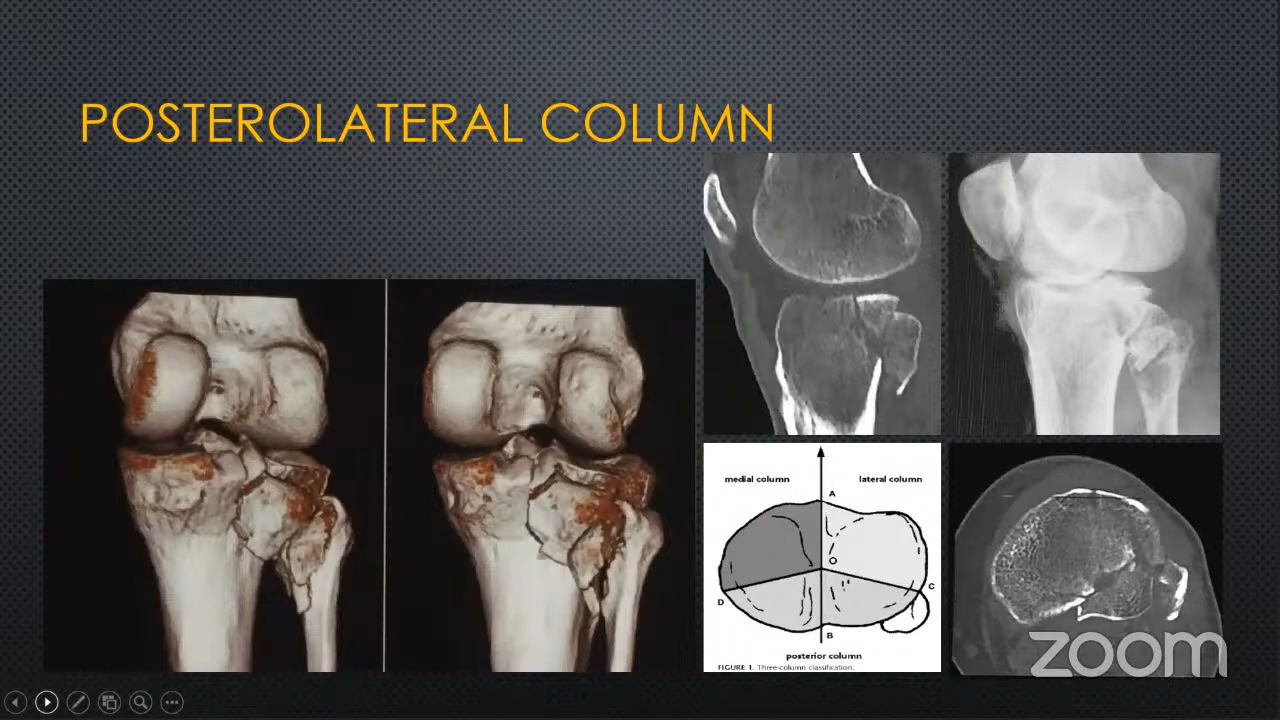 POSTEROLATERAL COLUMN
medial column
lateral column
A
O
C
D
B
posterior column
FIGURE 1. Three-column classification.
zoom